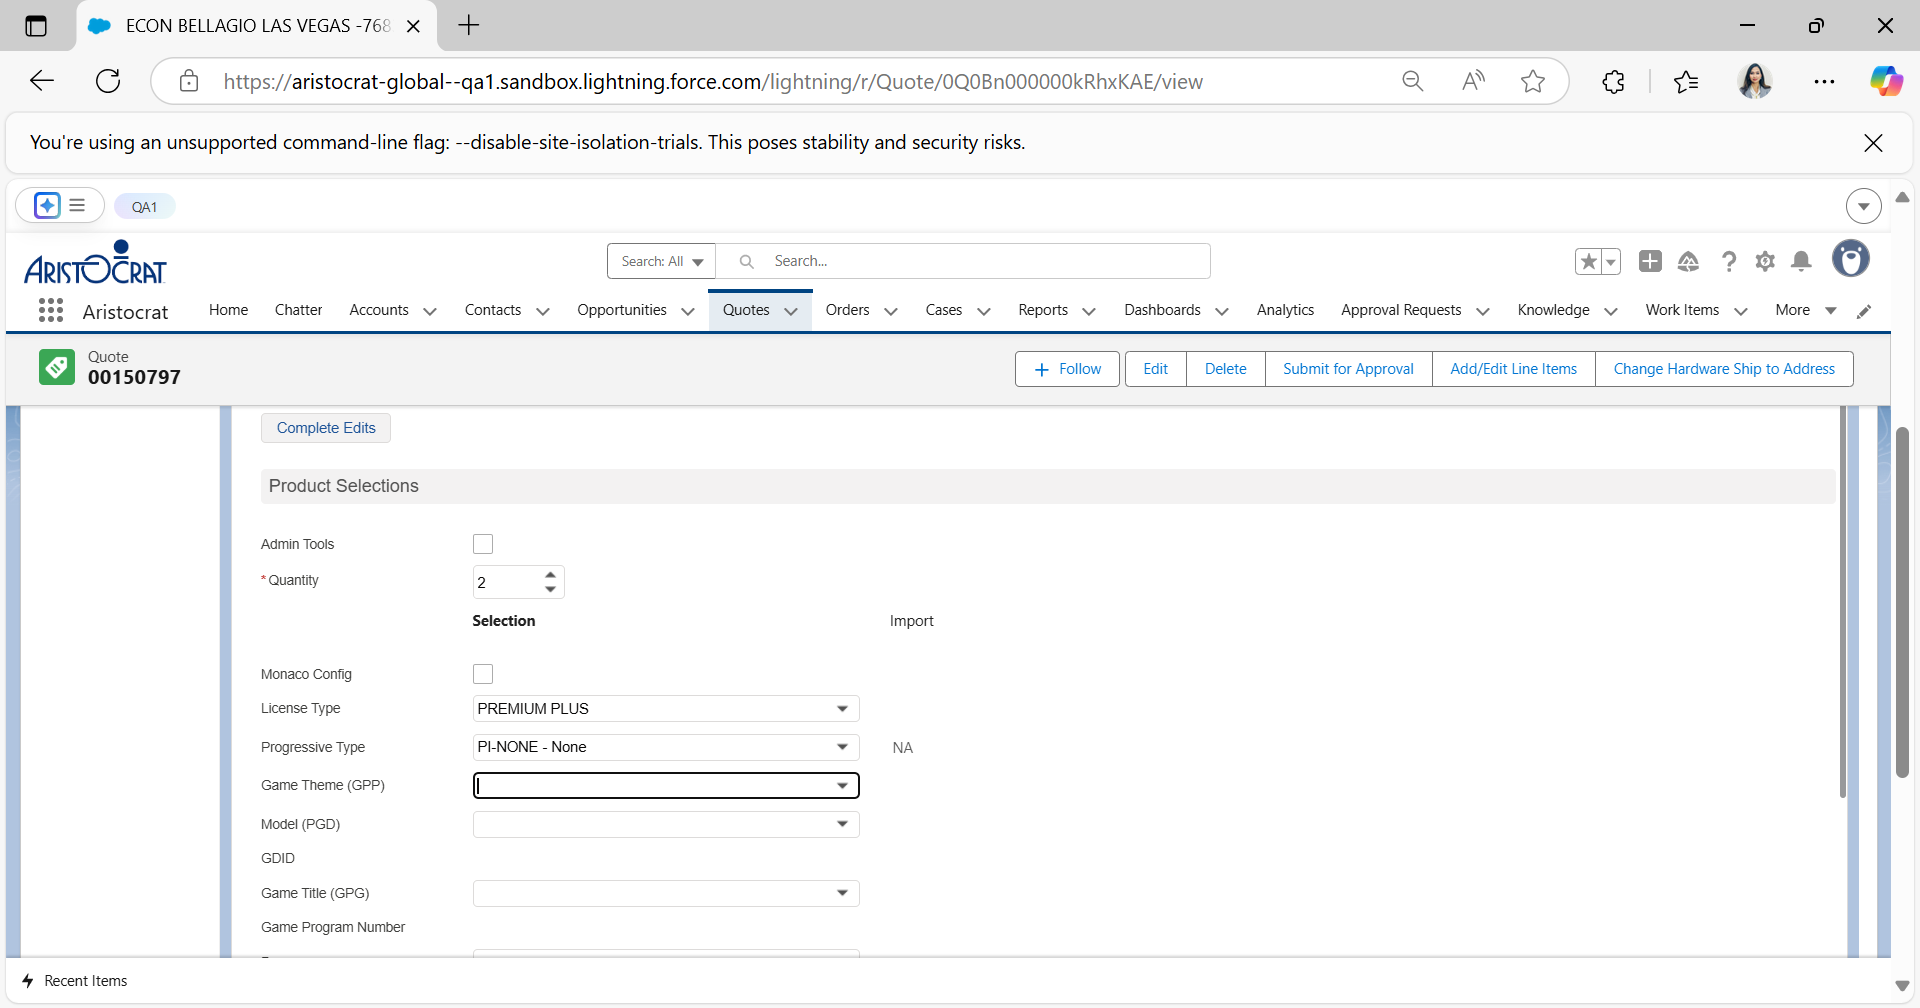 ECON BELLAGIO LAS VEGAS -768
https://aristocrat-global--qa1.sandbox.lightning.force.com/lightning/r/Quote/0Q0Bn000000kRhxKAE/view
You're using an unsupported command-line flag: --disable-site-isolation-trials. This poses stability and security risks.
QA1
ARISTOCRAT
Search: All
Search...
Aristocrat
Home
Chatter
Accounts
Contacts
Opportunities
Quotes
Orders
Cases
Reports
Dashboards
Analytics
Approval Requests
Knowledge
Work Items
More
Quote
00150797
Follow
Edit
Delete
Submit for Approval
Add/Edit Line Items
Change Hardware Ship to Address
Complete Edits
Product Selections
Admin Tools
*Quantity
2
Selection
Import
Monaco Config
License Type
PREMIUM PLUS
Progressive Type
PI-NONE - None
NA
Game Theme (GPP)
Model (PGD)
GDID
Game Title (GPG)
Game Program Number
Recent Items